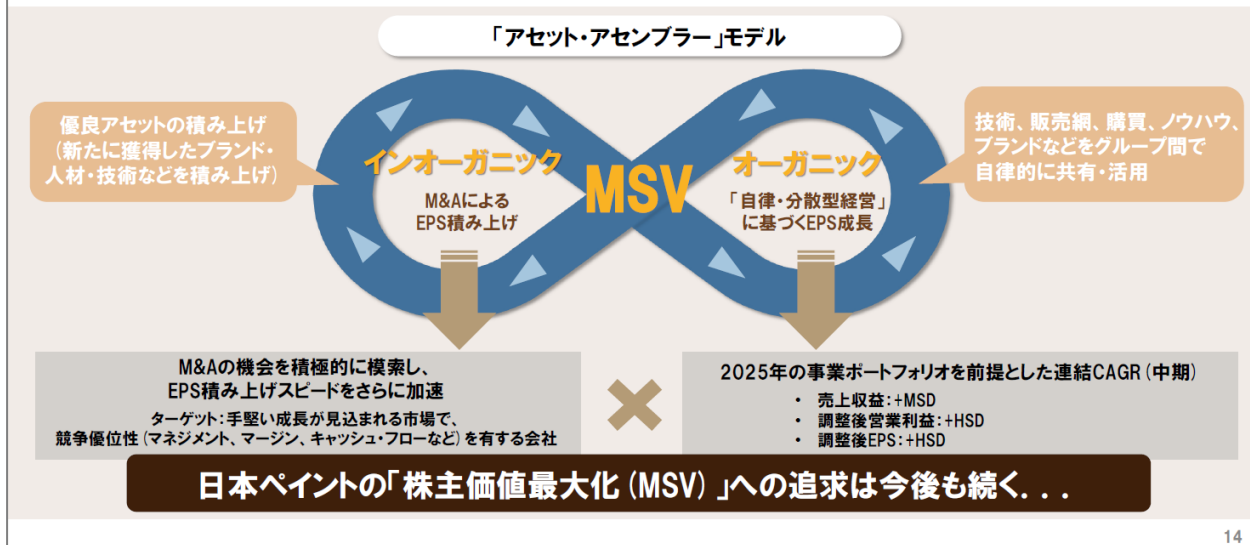 「アセット・アセンブラー」モデル
優良アセットの積み上げ
(新たに獲得したブランド・
人材・技術などを積み上げ)
インオーガニック
M&Aによる
EPS積み上げ
MSV
オーガニック
「自律・分散型経営」
に基づくEPS成長
技術、販売網、購買、ノウハウ、
ブランドなどをグループ間で
自律的に共有・活用
M&Aの機会を積極的に模索し、
EPS積み上げスピードをさらに加速
ターゲット:手堅い成長が見込まれる市場で、
競争優位性(マネジメント、マージン、キャッシュ・フローなど)を有する会社
2025年の事業ポートフォリオを前提とした連結CAGR(中期)
• 売上収益:+MSD
• 調整後営業利益:+HSD
• 調整後EPS:+HSD
日本ペイントの「株主価値最大化(MSV)」への追求は今後も続く...
14